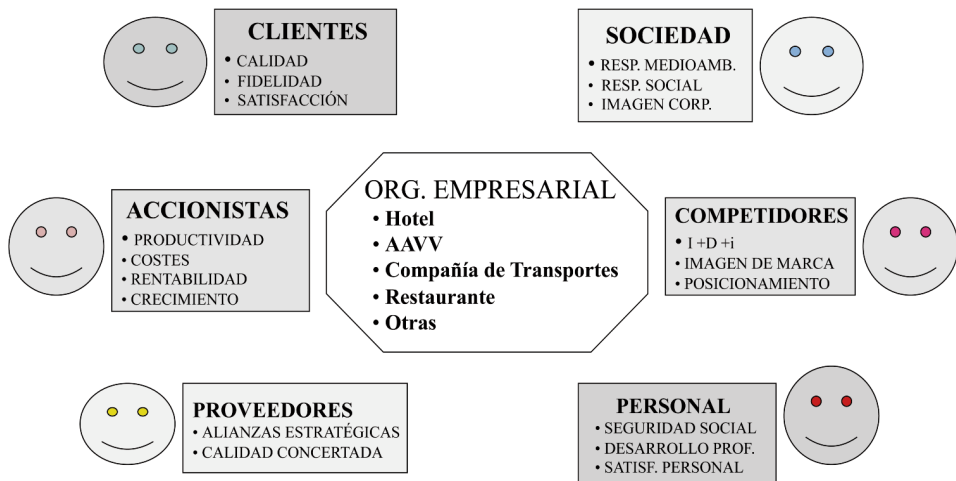 CLIENTES
• CALIDAD
• FIDELIDAD
• SATISFACCIÓN
SOCIEDAD
• RESP. MEDIOAMB.
• RESP. SOCIAL
• IMAGEN CORP.
ACCIONISTAS
• PRODUCTIVIDAD
• COSTES
• RENTABILIDAD
• CRECIMIENTO
ORG. EMPRESARIAL
• Hotel
• AAVV
• Compañía de Transportes
• Restaurante
• Otras
COMPETIDORES
• I +D +i
• IMAGEN DE MARCA
• POSICIONAMIENTO
PROVEEDORES
• ALIANZAS ESTRATÉGICAS
• CALIDAD CONCERTADA
PERSONAL
• SEGURIDAD SOCIAL
• DESARROLLO PROF.
• SATISF. PERSONAL